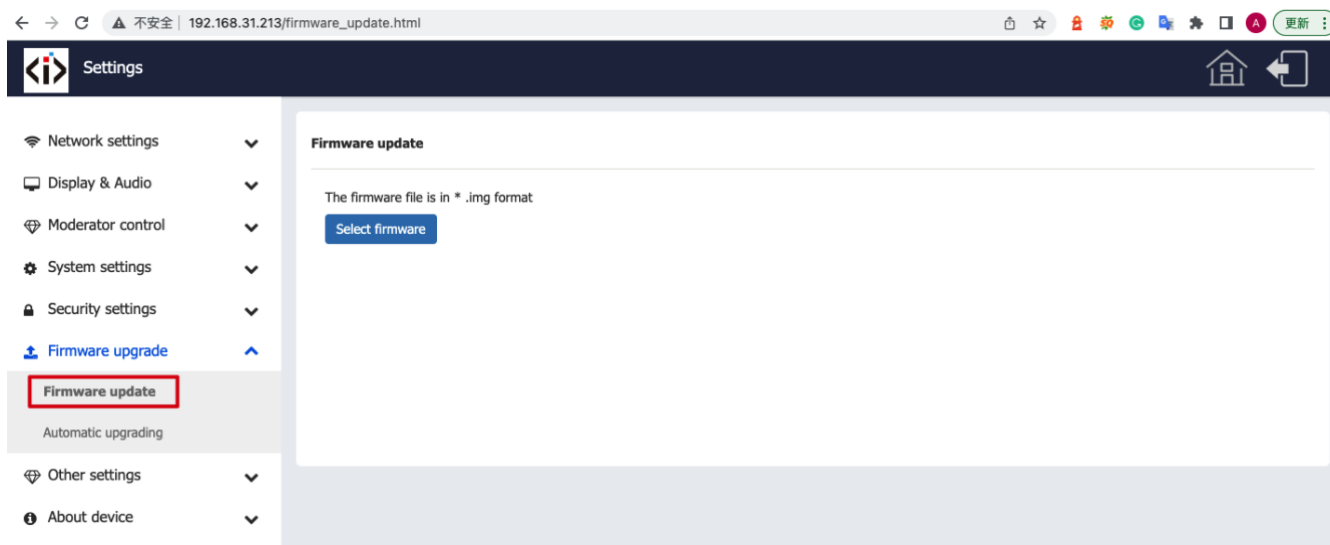 不安全 192.168.31.213/firmware_update.html
A 更新
<i> Settings
Network settings
Display & Audio
Moderator control
System settings
Security settings
Firmware upgrade
Firmware update
Automatic upgrading
Other settings
About device
Firmware update
The firmware file is in * .img format
Select firmware